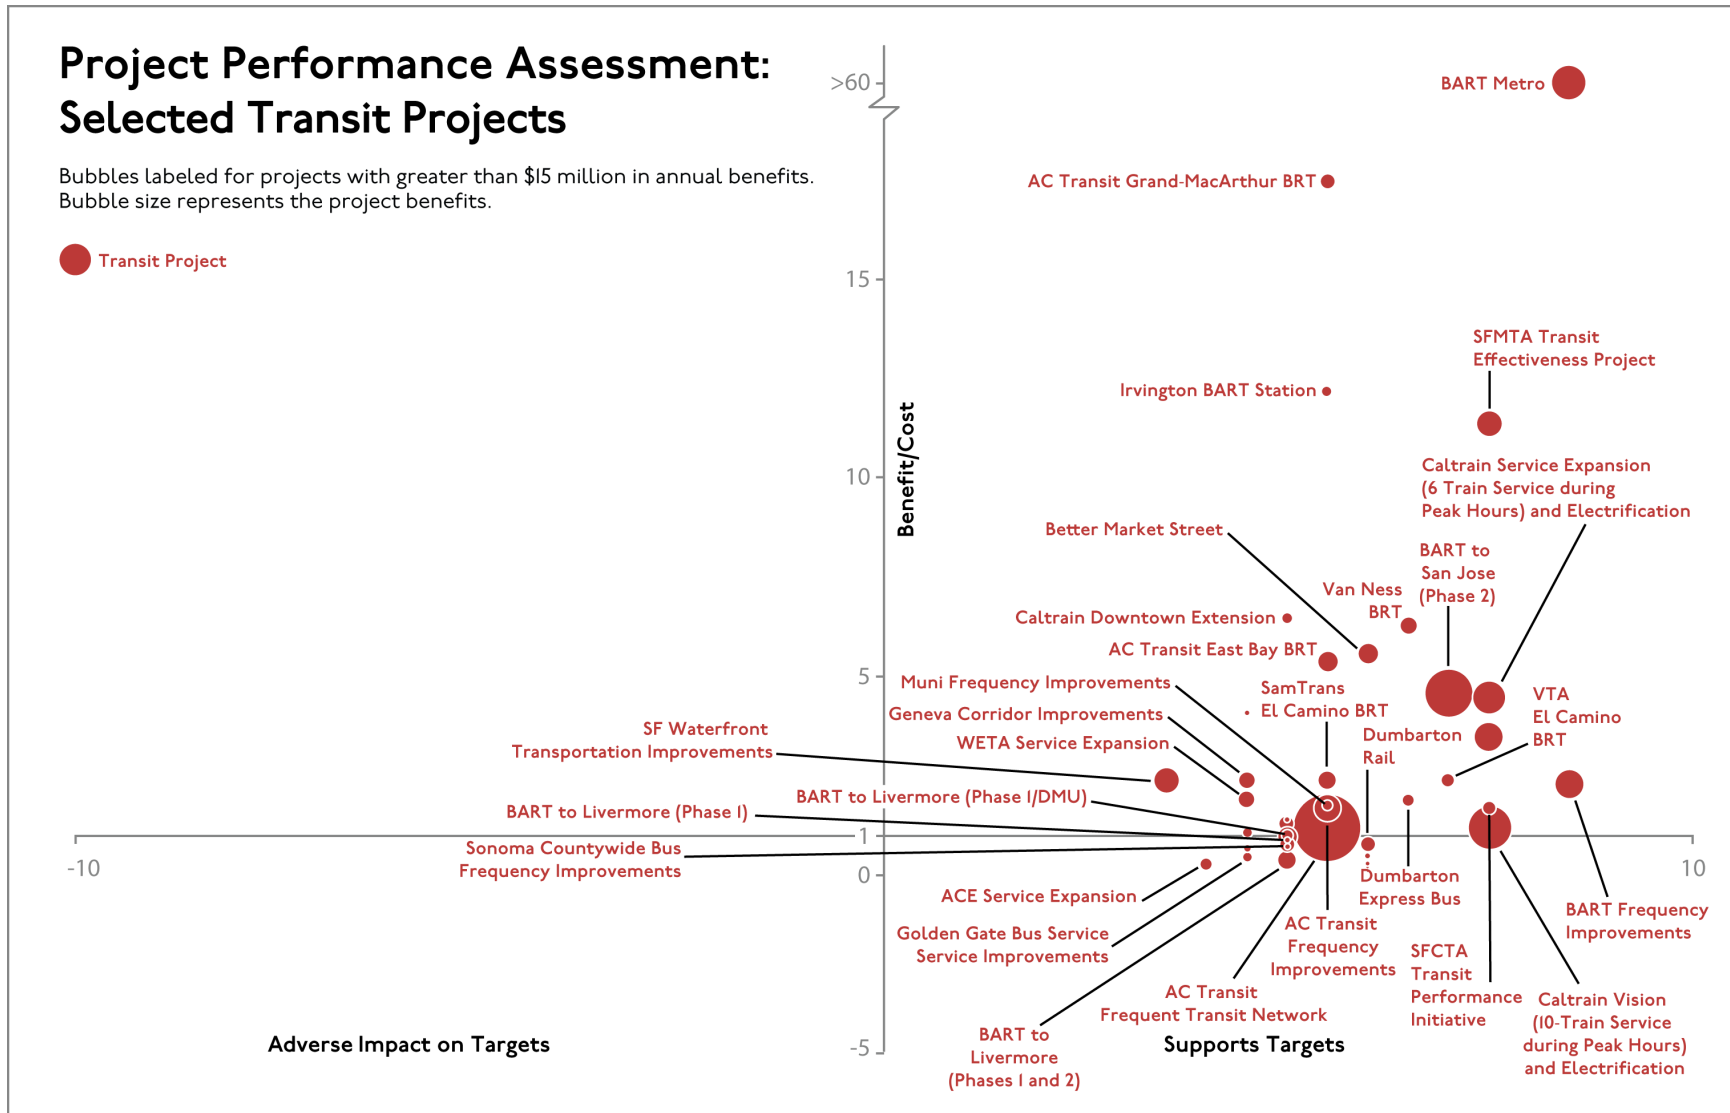 Project Performance Assessment:
Selected Transit Projects
Bubbles labeled for projects with greater than $15 million in annual benefits.
Bubble size represents the project benefits.
Transit Project
>60
15
10
5
1
0
-5
-10
10
Benefit/Cost
BART Metro
AC Transit Grand-MacArthur BRT
SFMTA Transit
Effectiveness Project
Irvington BART Station
Caltrain Service Expansion
(6 Train Service during
Peak Hours) and Electrification
Better Market Street
BART to
San Jose
(Phase 2)
Van Ness
BRT
Caltrain Downtown Extension
AC Transit East Bay BRT
Muni Frequency Improvements
SamTrans
El Camino BRT
VTA
El Camino
BRT
Geneva Corridor Improvements
WETA Service Expansion
Dumbarton
Rail
SF Waterfront
Transportation Improvements
BART to Livermore (Phase 1/DMU)
BART to Livermore (Phase 1)
Sonoma Countywide Bus
Frequency Improvements
ACE Service Expansion
Dumbarton
Express Bus
BART Frequency
Improvements
Golden Gate Bus Service
Service Improvements
AC Transit
Frequency
Improvements
SFCTA
Transit
Performance
Initiative
AC Transit
Frequent Transit Network
Caltrain Vision
(10-Train Service
during Peak Hours)
and Electrification
BART to
Livermore
(Phases 1 and 2)
Adverse Impact on Targets
Supports Targets